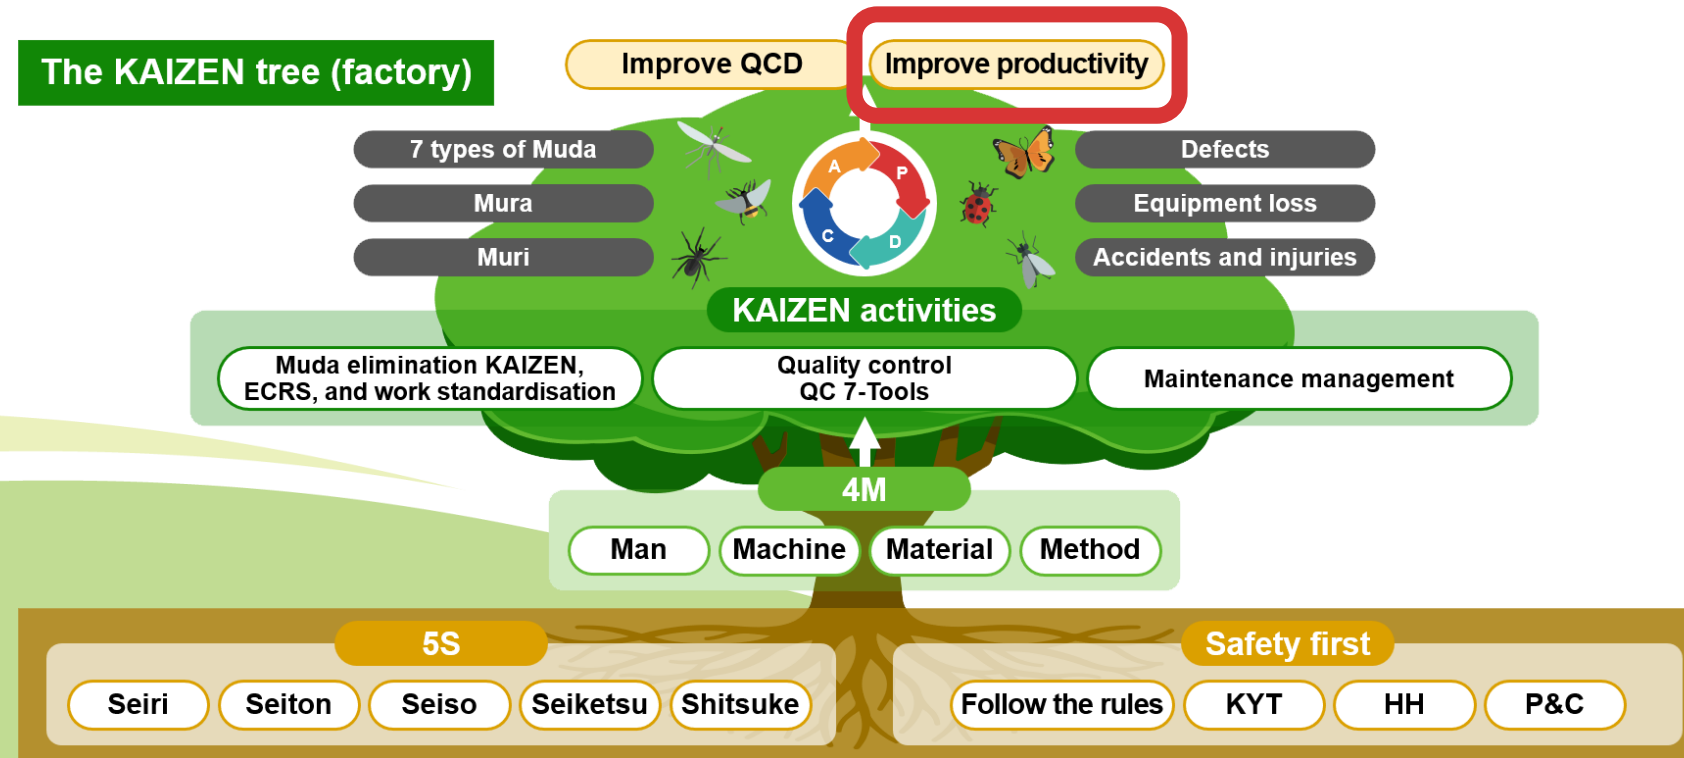 The KAIZEN tree (factory)
Improve QCD
Improve productivity
7 types of Muda
Mura
Muri
Defects
Equipment loss
Accidents and injuries
A
P
C
D
KAIZEN activities
Muda elimination KAIZEN,
ECRS, and work standardisation
Quality control
QC 7-Tools
Maintenance management
4M
Man
Machine
Material
Method
5S
Seiri
Seiton
Seiso
Seiketsu
Shitsuke
Safety first
Follow the rules
KYT
HH
P&C